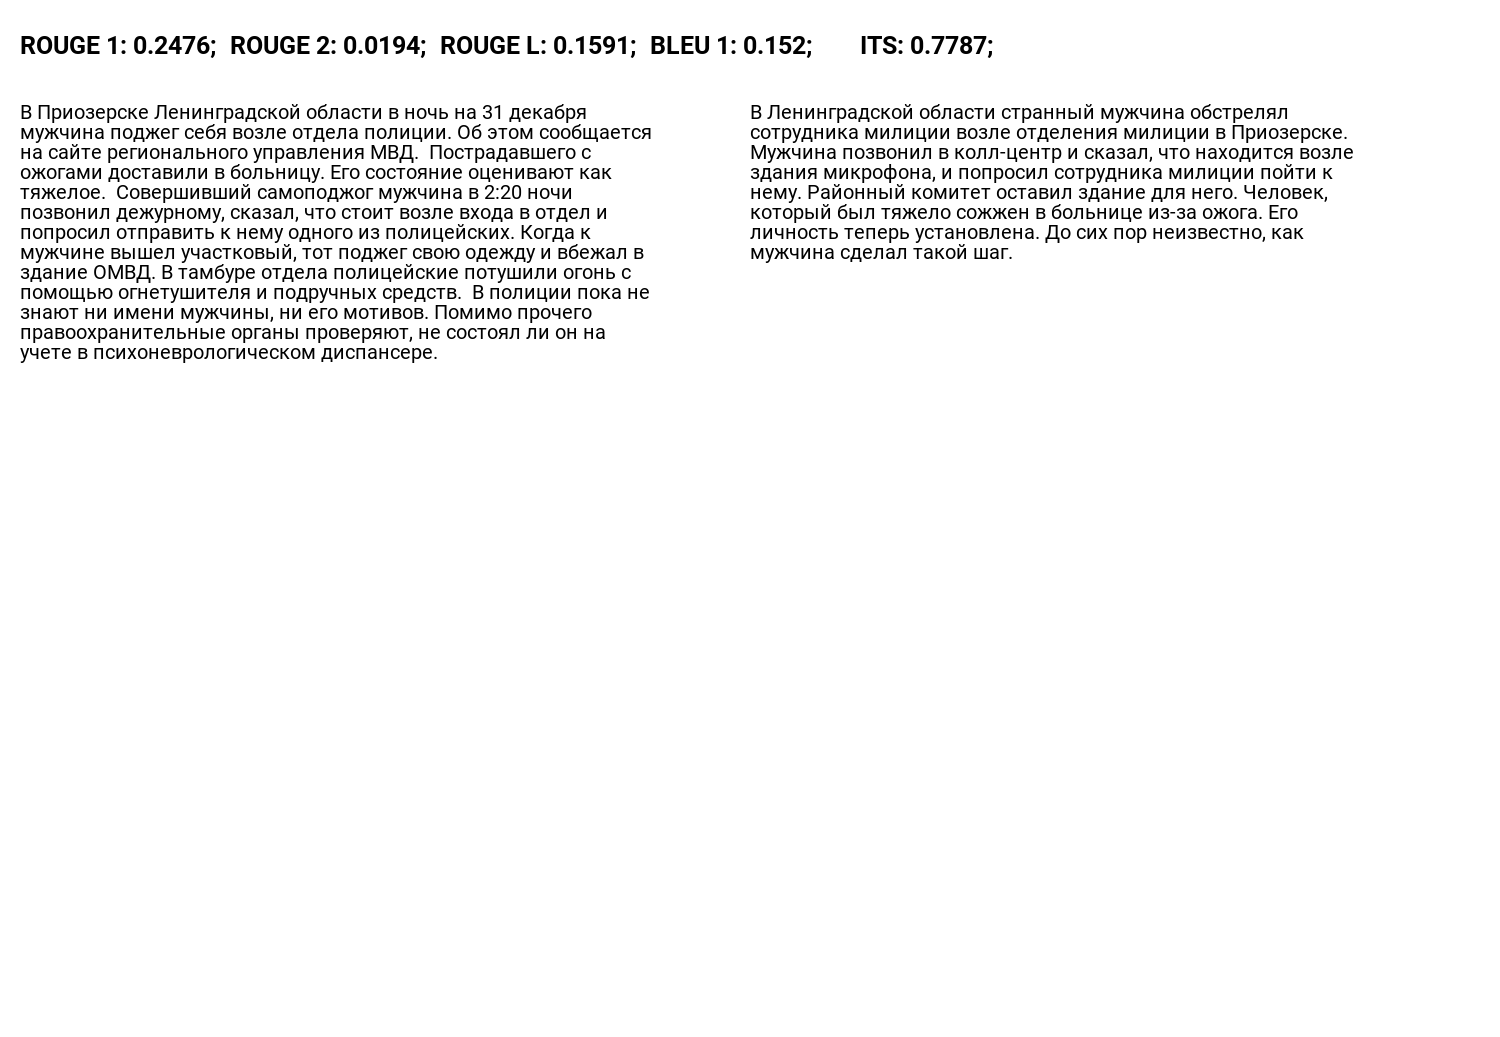 ROUGE 1: 0.2476;  ROUGE 2: 0.0194;  ROUGE L: 0.1591;  BLEU 1: 0.152;  ITS: 0.7787;
В Приозерске Ленинградской области в ночь на 31 декабря
мужчина поджег себя возле отдела полиции. Об этом сообщается
на сайте регионального управления МВД.  Пострадавшего с
ожогами доставили в больницу. Его состояние оценивают как
тяжелое.  Совершивший самоподжог мужчина в 2:20 ночи
позвонил дежурному, сказал, что стоит возле входа в отдел и
попросил отправить к нему одного из полицейских. Когда к
мужчине вышел участковый, тот поджег свою одежду и вбежал в
здание ОМВД. В тамбуре отдела полицейские потушили огонь с
помощью огнетушителя и подручных средств.  В полиции пока не
знают ни имени мужчины, ни его мотивов. Помимо прочего
правоохранительные органы проверяют, не состоял ли он на
учете в психоневрологическом диспансере.
В Ленинградской области странный мужчина обстрелял
сотрудника милиции возле отделения милиции в Приозерске.
Мужчина позвонил в колл-центр и сказал, что находится возле
здания микрофона, и попросил сотрудника милиции пойти к
нему. Районный комитет оставил здание для него. Человек,
который был тяжело сожжен в больнице из-за ожога. Его
личность теперь установлена. До сих пор неизвестно, как
мужчина сделал такой шаг.